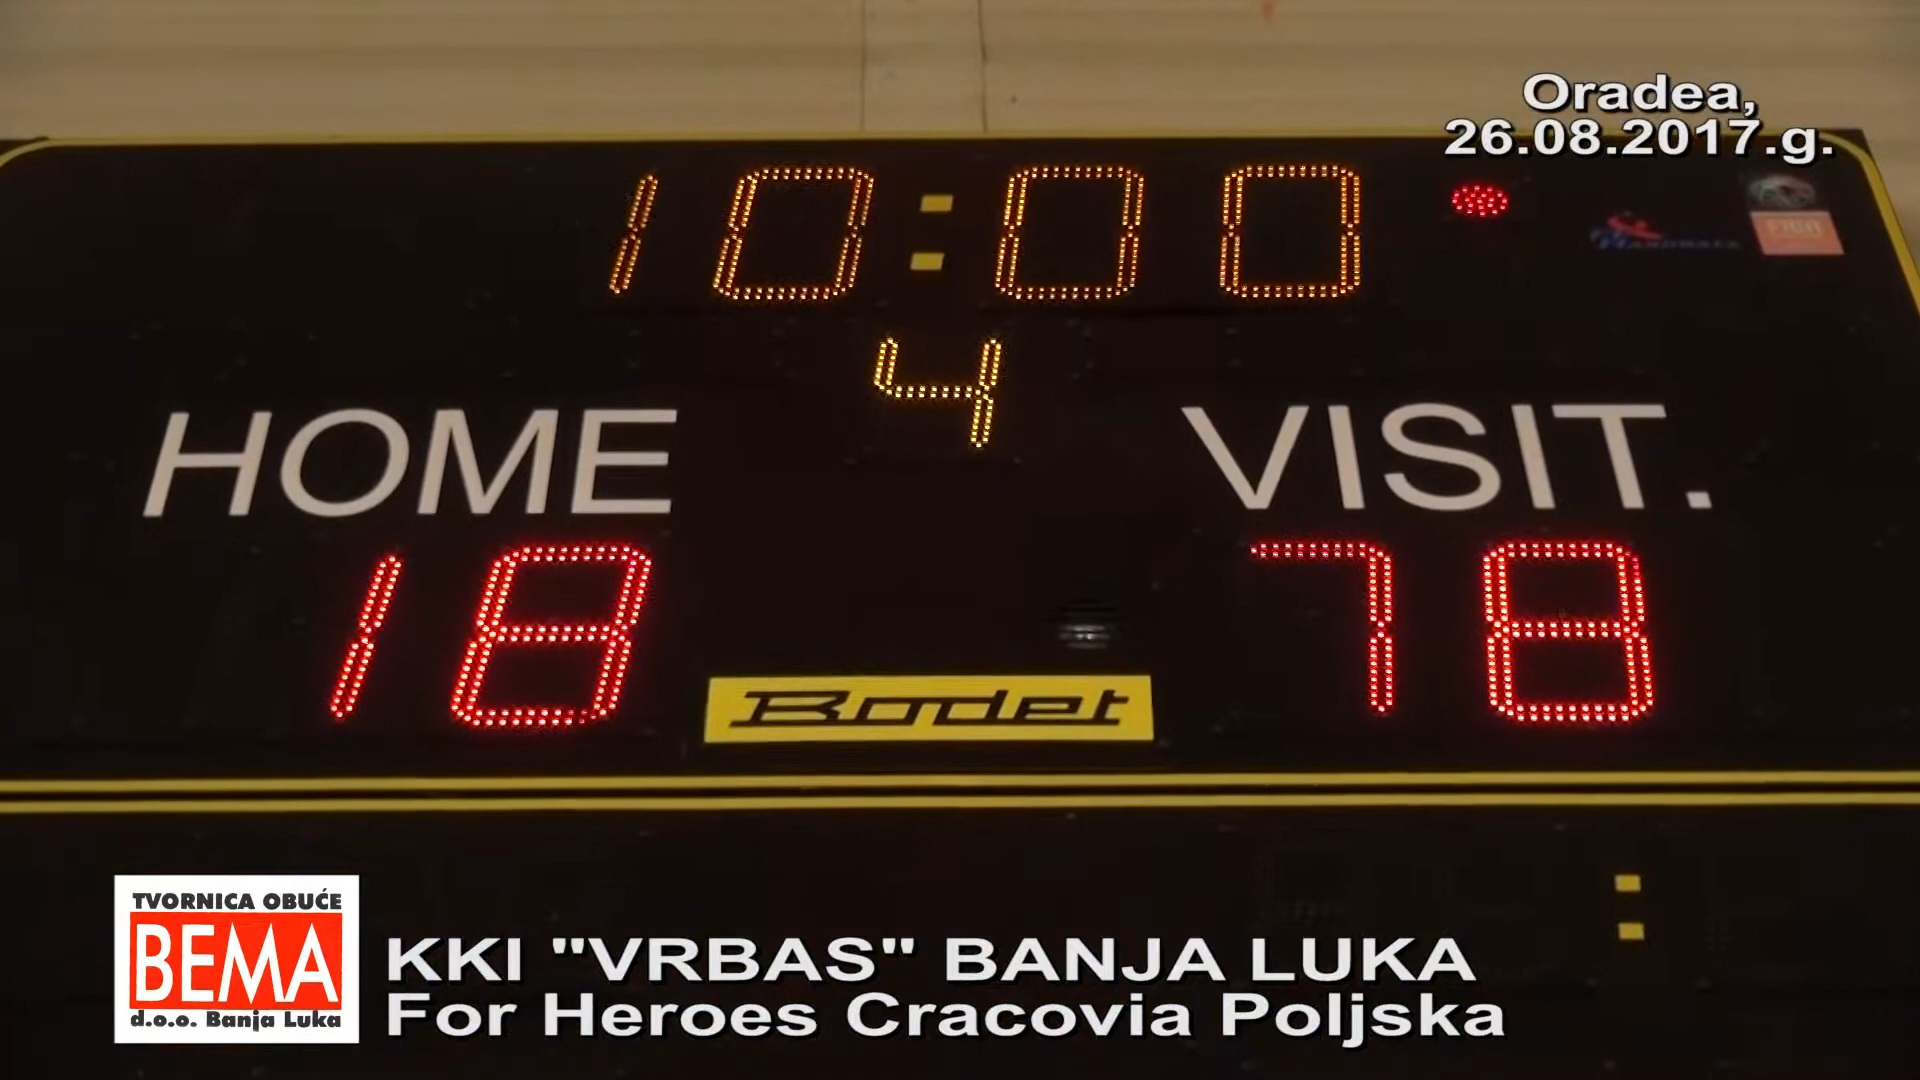 Oradea,
26.08.2017.g.
10:00
4
HOME
VISIT.
18
78
Bodet
TVORNICA OBUĆE
BEMA
d.o.o. Banja Luka
KKI "VRBAS" BANJA LUKA
For Heroes Cracovia Poljska